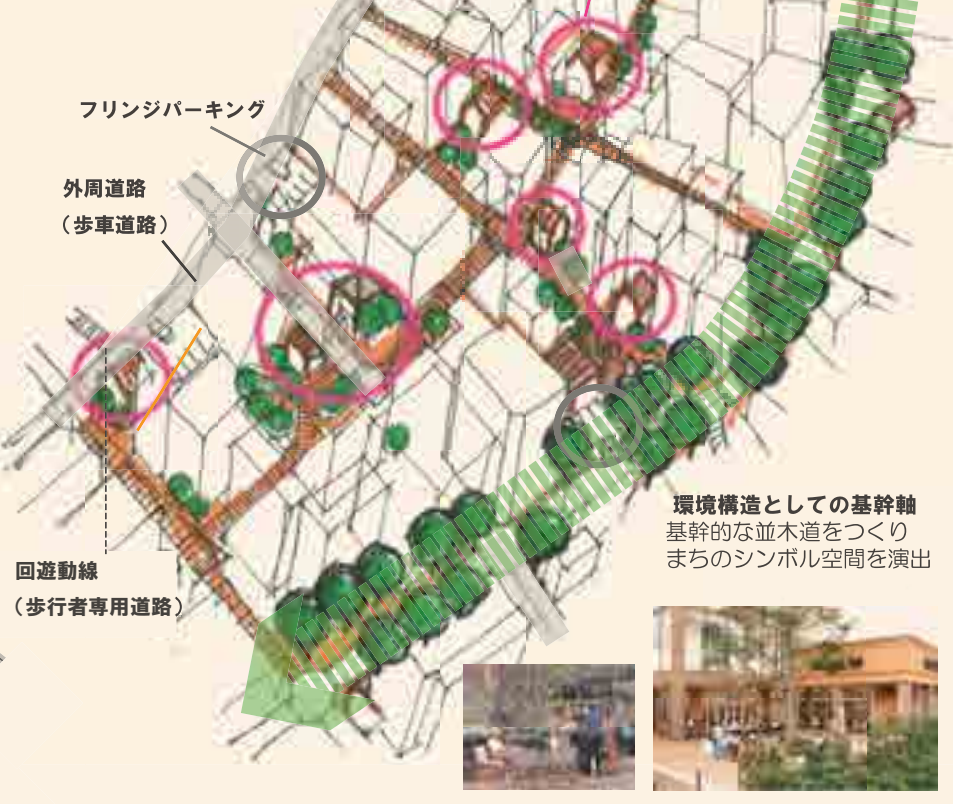 フリンジパーキング
外周道路
（歩車道路）
環境構造としての基幹軸
基幹的な並木道をつくり
まちのシンボル空間を演出
回遊動線
（歩行者専用道路）